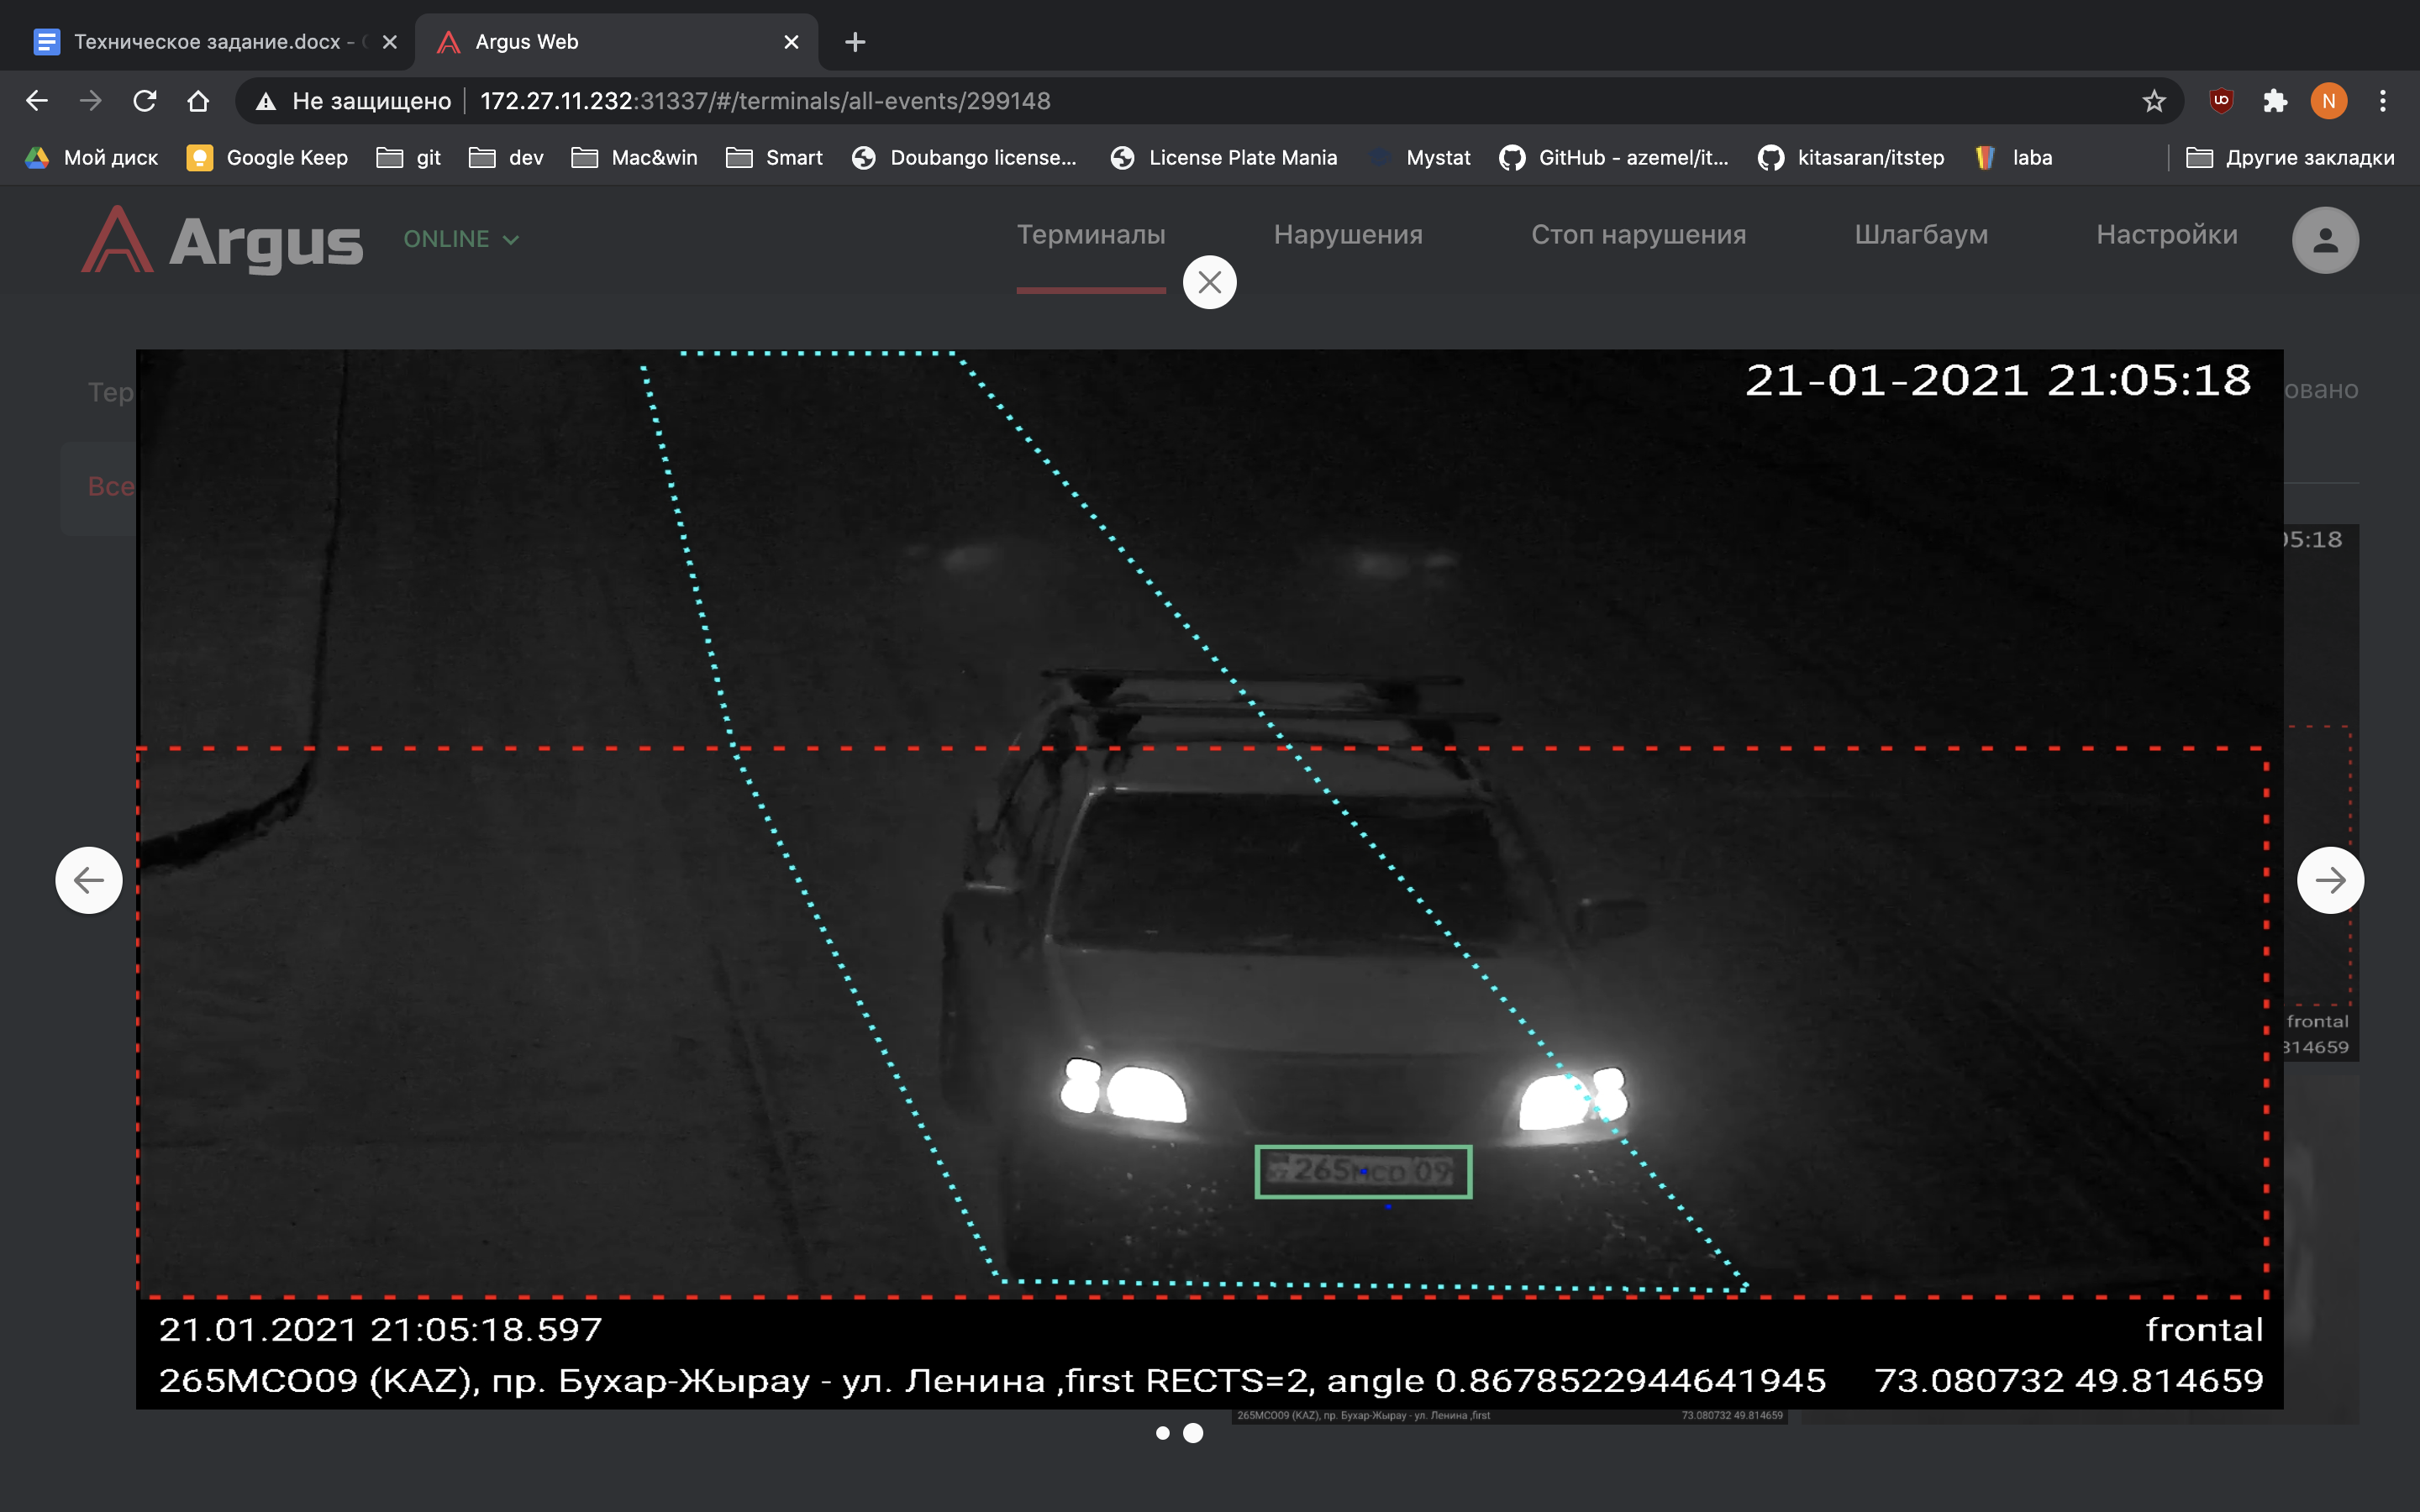 Техническое задание.docx -
Argus Web
Не защищено
172.27.11.232:31337/#/terminals/all-events/299148
N
Мой диск
Google Keep
git
dev
Mac&win
Smart
Doubango license...
License Plate Mania
Mystat
GitHub - azemel/it...
kitasaran/itstep
laba
Другие закладки
Argus
ONLINE
Терминалы
Нарушения
Стоп нарушения
Шлагбаум
Настройки
Тер
овано
Все
21-01-2021 21:05:18
05:18
265MCO 09
frontal
314659
21.01.2021 21:05:18.597
frontal
265MCO09 (KAZ), пр. Бухар-Жырау - ул. Ленина ,first RECTS=2, angle 0.8678522944641945
73.080732 49.814659
265MCO09 (KAZ), пр. Бухар-Жырау - ул. Ленина ,first
73.080732 49.814659